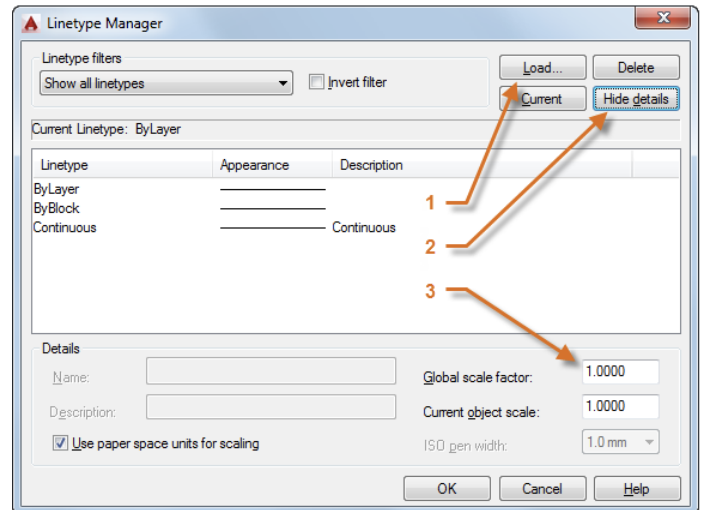 Linetype Manager
Linetype filters
Show all linetypes
Invert filter
Load...
Delete
Current
Hide details
Current Linetype: ByLayer
Linetype Appearance Description
ByLayer
ByBlock
Continuous Continuous
1
2
3
Details
Name:
Description:
Use paper space units for scaling
Global scale factor: 1.0000
Current object scale: 1.0000
ISO pen width: 1.0 mm
OK Cancel Help